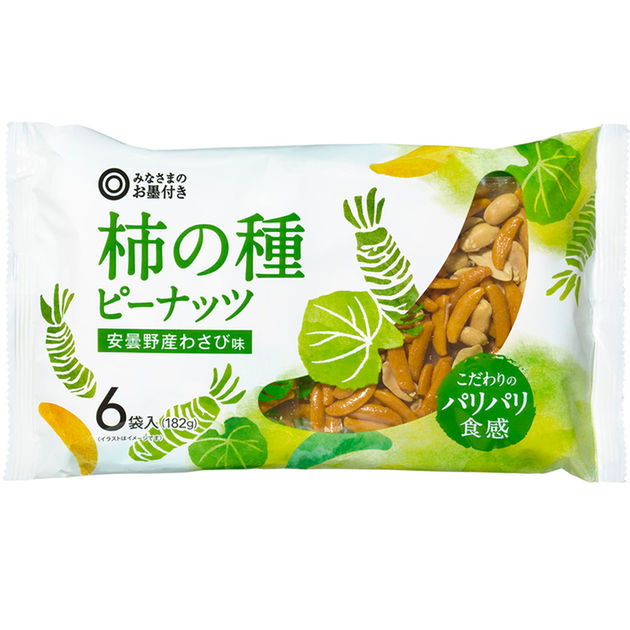 みなさまの
お墨付き
柿の種
ピーナッツ
安曇野産わさび味
6袋入(182g)
(イラストはイメージです)
こだわりの
パリパリ
食感